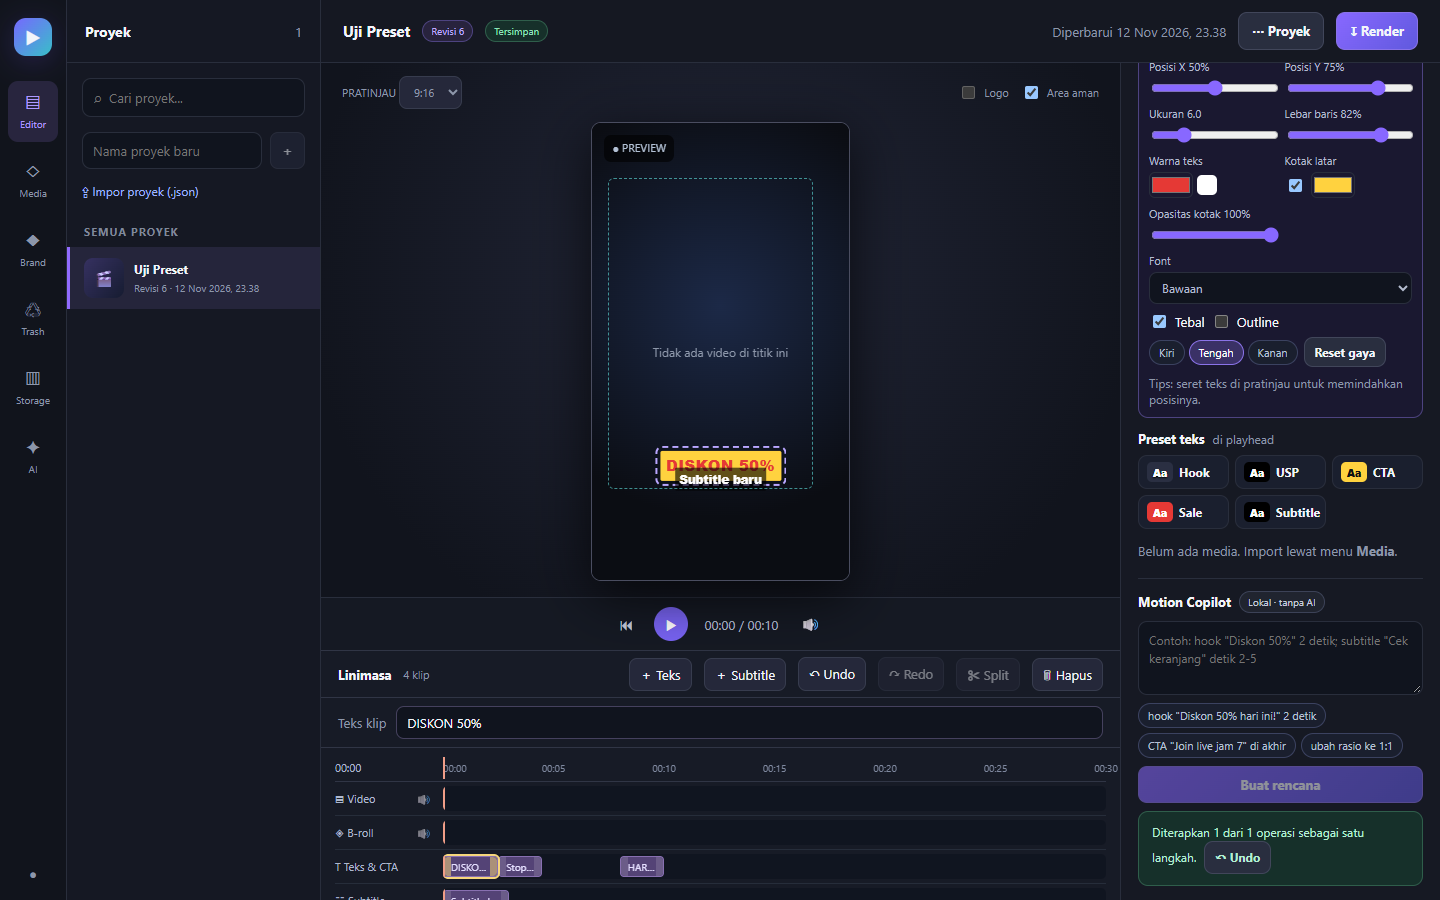 Proyek 1
Uji Preset Revisi 6 Tersimpan
Diperbarui 12 Nov 2026, 23.38
Proyek
Render
Editor
Media
Brand
Trash
Storage
AI
Cari proyek...
Nama proyek baru
+
Impor proyek (.json)
SEMUA PROYEK
Uji Preset
Revisi 6 · 12 Nov 2026, 23.38
PRATINJAU 9:16
Logo Area aman
PREVIEW
Tidak ada video di titik ini
DISKON 50%
Subtitle baru
00:00 / 00:10
Linimasa 4 klip
+ Teks
+ Subtitle
Undo
Redo
Split
Hapus
Teks klip DISKON 50%
00:00 00:00 00:05 00:10 00:15 00:20 00:25 00:30
Video
B-roll
T Teks & CTA DISKO... Stop... HAR...
Posisi X 50% Posisi Y 75%
Ukuran 6.0 Lebar baris 82%
Warna teks Kotak latar
Opasitas kotak 100%
Font
Bawaan
Tebal Outline
Kiri Tengah Kanan Reset gaya
Tips: seret teks di pratinjau untuk memindahkan
posisinya.
Preset teks di playhead
Aa Hook Aa USP Aa CTA
Aa Sale Aa Subtitle
Belum ada media. Import lewat menu Media.
Motion Copilot Lokal · tanpa AI
Contoh: hook "Diskon 50%" 2 detik; subtitle "Cek
keranjang" detik 2-5
hook "Diskon 50% hari ini!" 2 detik
CTA "Join live jam 7" di akhir ubah rasio ke 1:1
Buat rencana
Diterapkan 1 dari 1 operasi sebagai satu
langkah. Undo